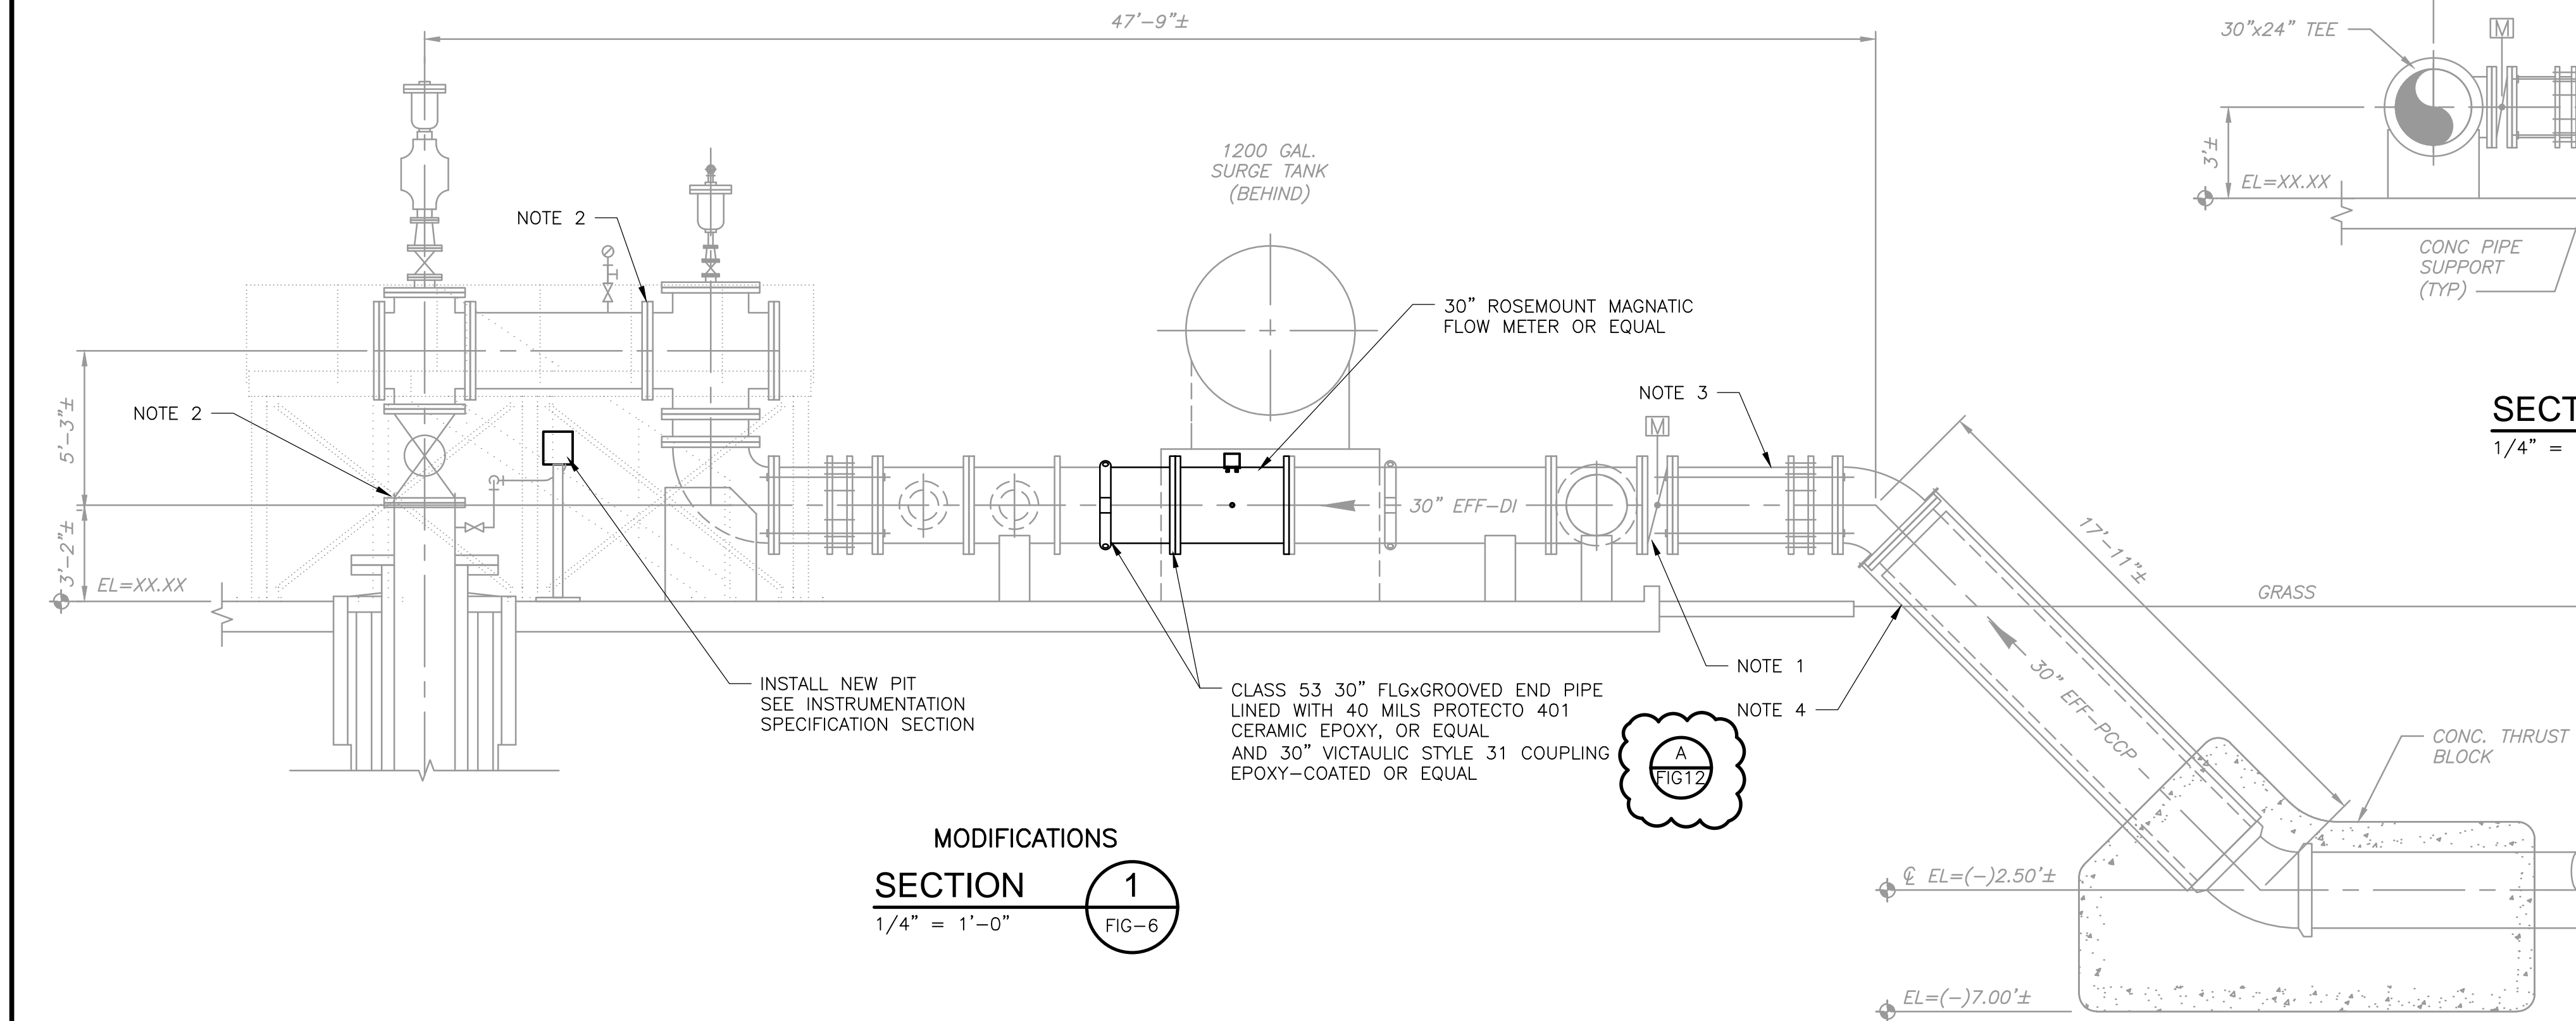 47'-9"±
30"x24" TEE
M
3'±
EL=XX.XX
CONC PIPE
SUPPORT
(TYP)
1200 GAL.
SURGE TANK
(BEHIND)
NOTE 2
30" ROSEMOUNT MAGNATIC
FLOW METER OR EQUAL
NOTE 3
M
NOTE 2
5'-3"±
3'-2"±
EL=XX.XX
30" EFF-DI
17'-11"±
GRASS
SECT
1/4" =
NOTE 1
NOTE 4
30" EFF-PCCP
INSTALL NEW PIT
SEE INSTRUMENTATION
SPECIFICATION SECTION
CLASS 53 30" FLGxGROOVED END PIPE
LINED WITH 40 MILS PROTECTO 401
CERAMIC EPOXY, OR EQUAL
AND 30" VICTAULIC STYLE 31 COUPLING
EPOXY-COATED OR EQUAL
A
FIG12
CONC. THRUST
BLOCK
MODIFICATIONS
SECTION
1
1/4" = 1'-0"
FIG-6
℄ EL=(-)2.50'±
EL=(-)7.00'±